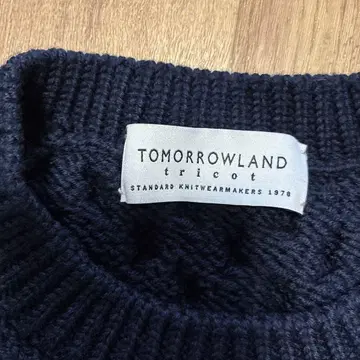 TOMORROWLAND
tricot
STANDARD KNITWEARMAKERS 1978